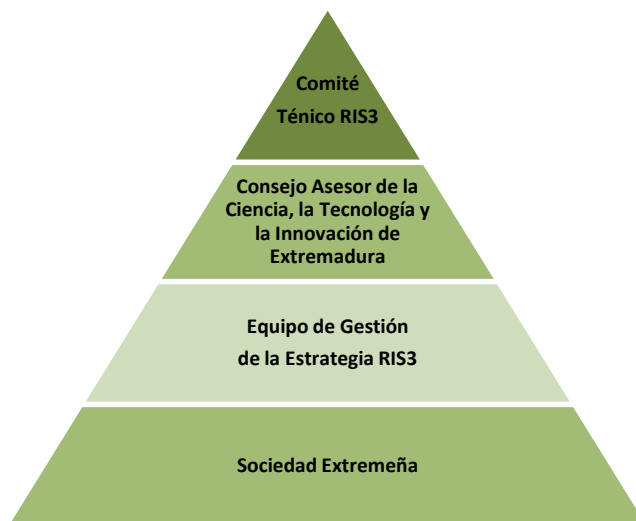 Comité
Ténico RIS3
Consejo Asesor de la
Ciencia, la Tecnología y
la Innovación de
Extremadura
Equipo de Gestión
de la Estrategia RIS3
Sociedad Extremeña